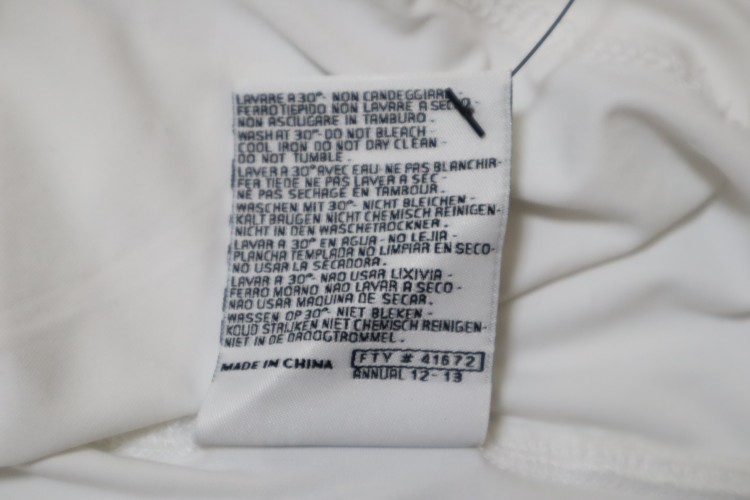 LAVARE A 30°- NON CANDEGGIARE
FERRO TIEPIDO NON LAVARE A SECCO-
NON ASCIUGARE IN TAMBURO.
WASH AT 30°-DO NOT BLEACH-
COOL IRON DO NOT DRY CLEAN-
DO NOT TUMBLE.
LAVER A 30°AVEC EAU-NE PAS BLANCHIR-
FER TIEDE NE PAS LAVER A SEC-
NE PAS SECHAGE EN TAMBOUR.
WASCHEN MIT 30°- NICHT BLEICHEN-
KALT BAUGEN NICHT CHEMISCH REINIGEN-
NICHT IN DEN WASCHETROCKNER.
LAVAR A 30° EN AGUA-NO LEJIA-
PLANCHA TEMPLADA NO LIMPIAR EN SECO-
NO USAR LA SECADORA.
LAVAR A 30°- NAO USAR LIXIVIA-
FERRO MORNO NAO LAVAR A SECO-
NAO USAR MAQUINA DE SECAR.
WASSEN OP 30°-NIET BLEKEN-
KOUD STRIJKEN NIET CHEMISCH REINIGEN-
NIET IN DE DROOGTROMMEL.
MADE IN CHINA FTY # 41672
ANNUAL 12-13